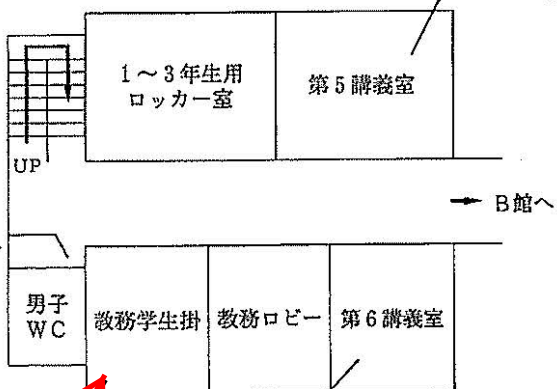 1～3年生用
ロッカー室
第5講義室
UP
B館へ
男子
WC
教務学生掛
教務ロビー
第6講義室